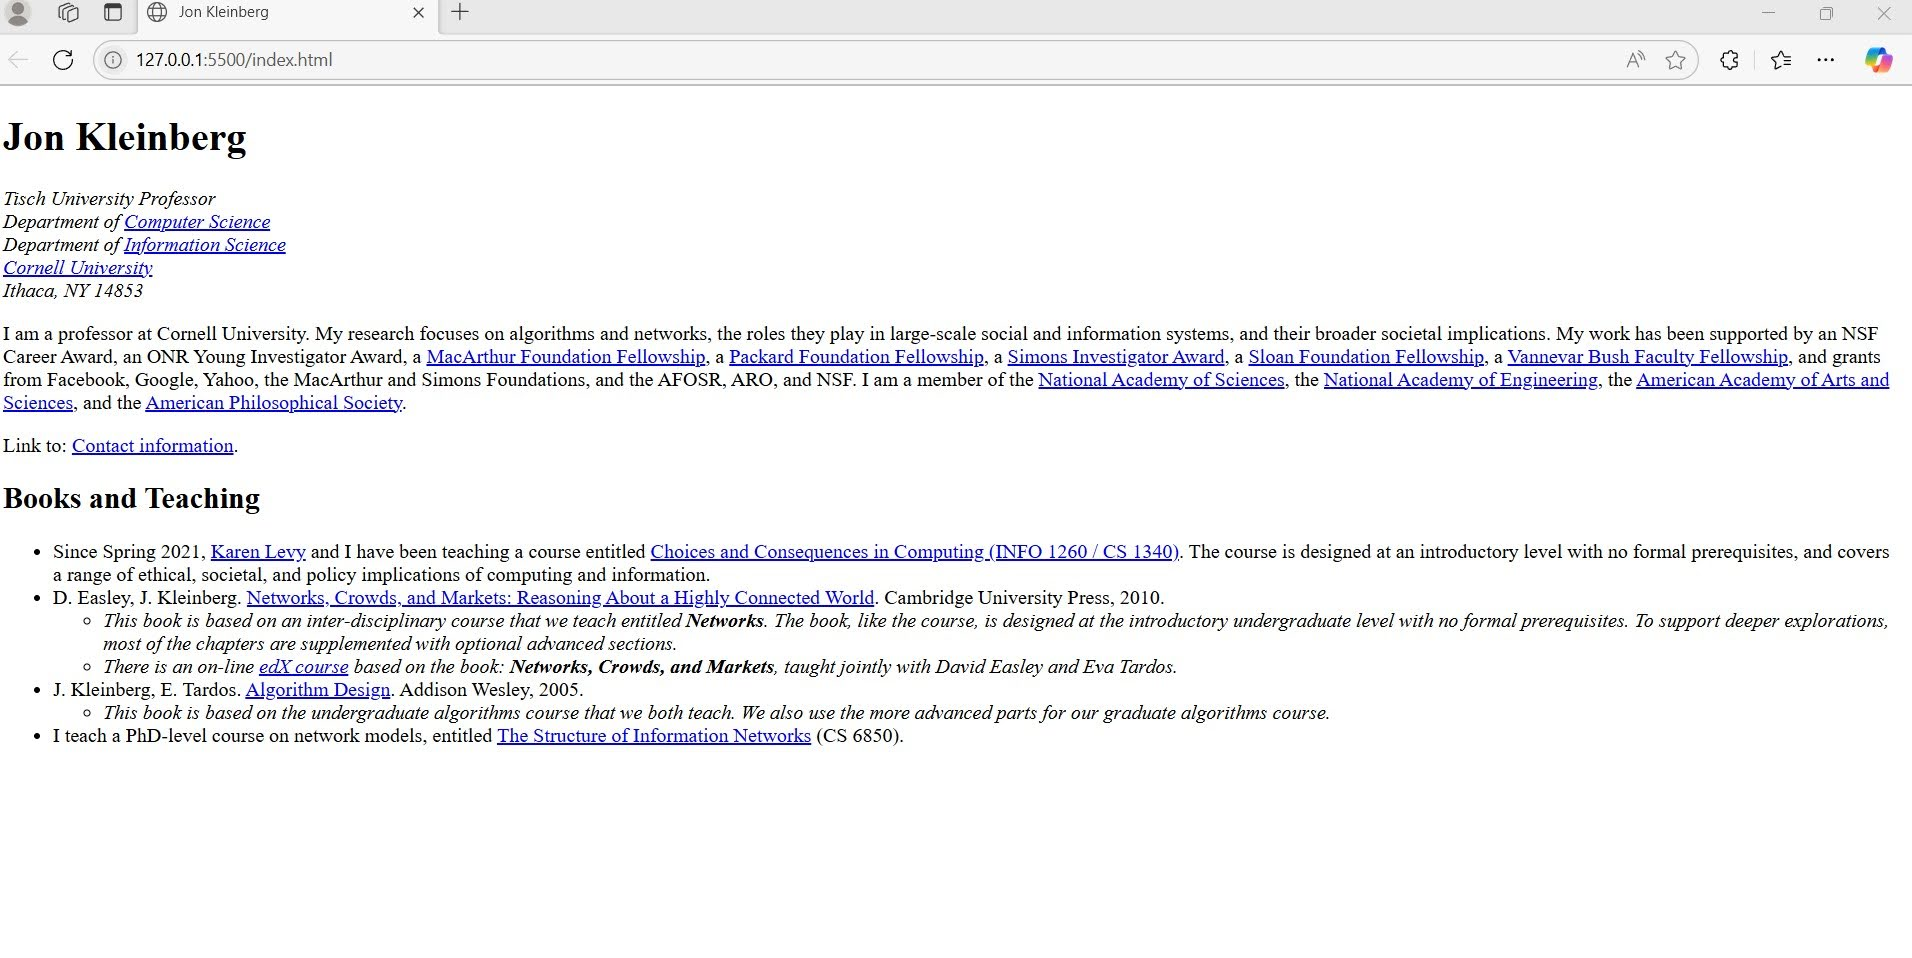 Jon Kleinberg
127.0.0.1:5500/index.html
Jon Kleinberg
Tisch University Professor
Department of Computer Science
Department of Information Science
Cornell University
Ithaca, NY 14853
I am a professor at Cornell University. My research focuses on algorithms and networks, the roles they play in large-scale social and information systems, and their broader societal implications. My work has been supported by an NSF
Career Award, an ONR Young Investigator Award, a MacArthur Foundation Fellowship, a Packard Foundation Fellowship, a Simons Investigator Award, a Sloan Foundation Fellowship, a Vannevar Bush Faculty Fellowship, and grants
from Facebook, Google, Yahoo, the MacArthur and Simons Foundations, and the AFOSR, ARO, and NSF. I am a member of the National Academy of Sciences, the National Academy of Engineering, the American Academy of Arts and
Sciences, and the American Philosophical Society.
Link to: Contact information.
Books and Teaching
• Since Spring 2021, Karen Levy and I have been teaching a course entitled Choices and Consequences in Computing (INFO 1260 / CS 1340). The course is designed at an introductory level with no formal prerequisites, and covers
a range of ethical, societal, and policy implications of computing and information.
• D. Easley, J. Kleinberg. Networks, Crowds, and Markets: Reasoning About a Highly Connected World. Cambridge University Press, 2010.
◦ This book is based on an inter-disciplinary course that we teach entitled Networks. The book, like the course, is designed at the introductory undergraduate level with no formal prerequisites. To support deeper explorations,
most of the chapters are supplemented with optional advanced sections.
◦ There is an on-line edX course based on the book: Networks, Crowds, and Markets, taught jointly with David Easley and Eva Tardos.
• J. Kleinberg, E. Tardos. Algorithm Design. Addison Wesley, 2005.
◦ This book is based on the undergraduate algorithms course that we both teach. We also use the more advanced parts for our graduate algorithms course.
• I teach a PhD-level course on network models, entitled The Structure of Information Networks (CS 6850).